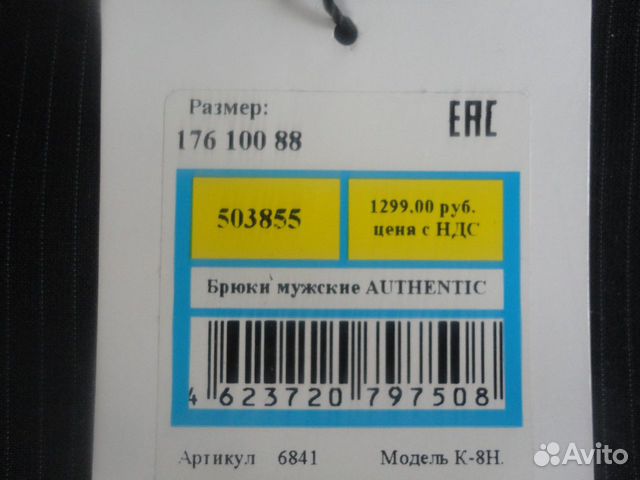 Размер:
176 100 88
EAC
503855
1299,00 руб.
цена с НДС
Брюки мужские AUTHENTIC
4 623720 797508
Артикул 6841
Модель К-8Н.
Avito